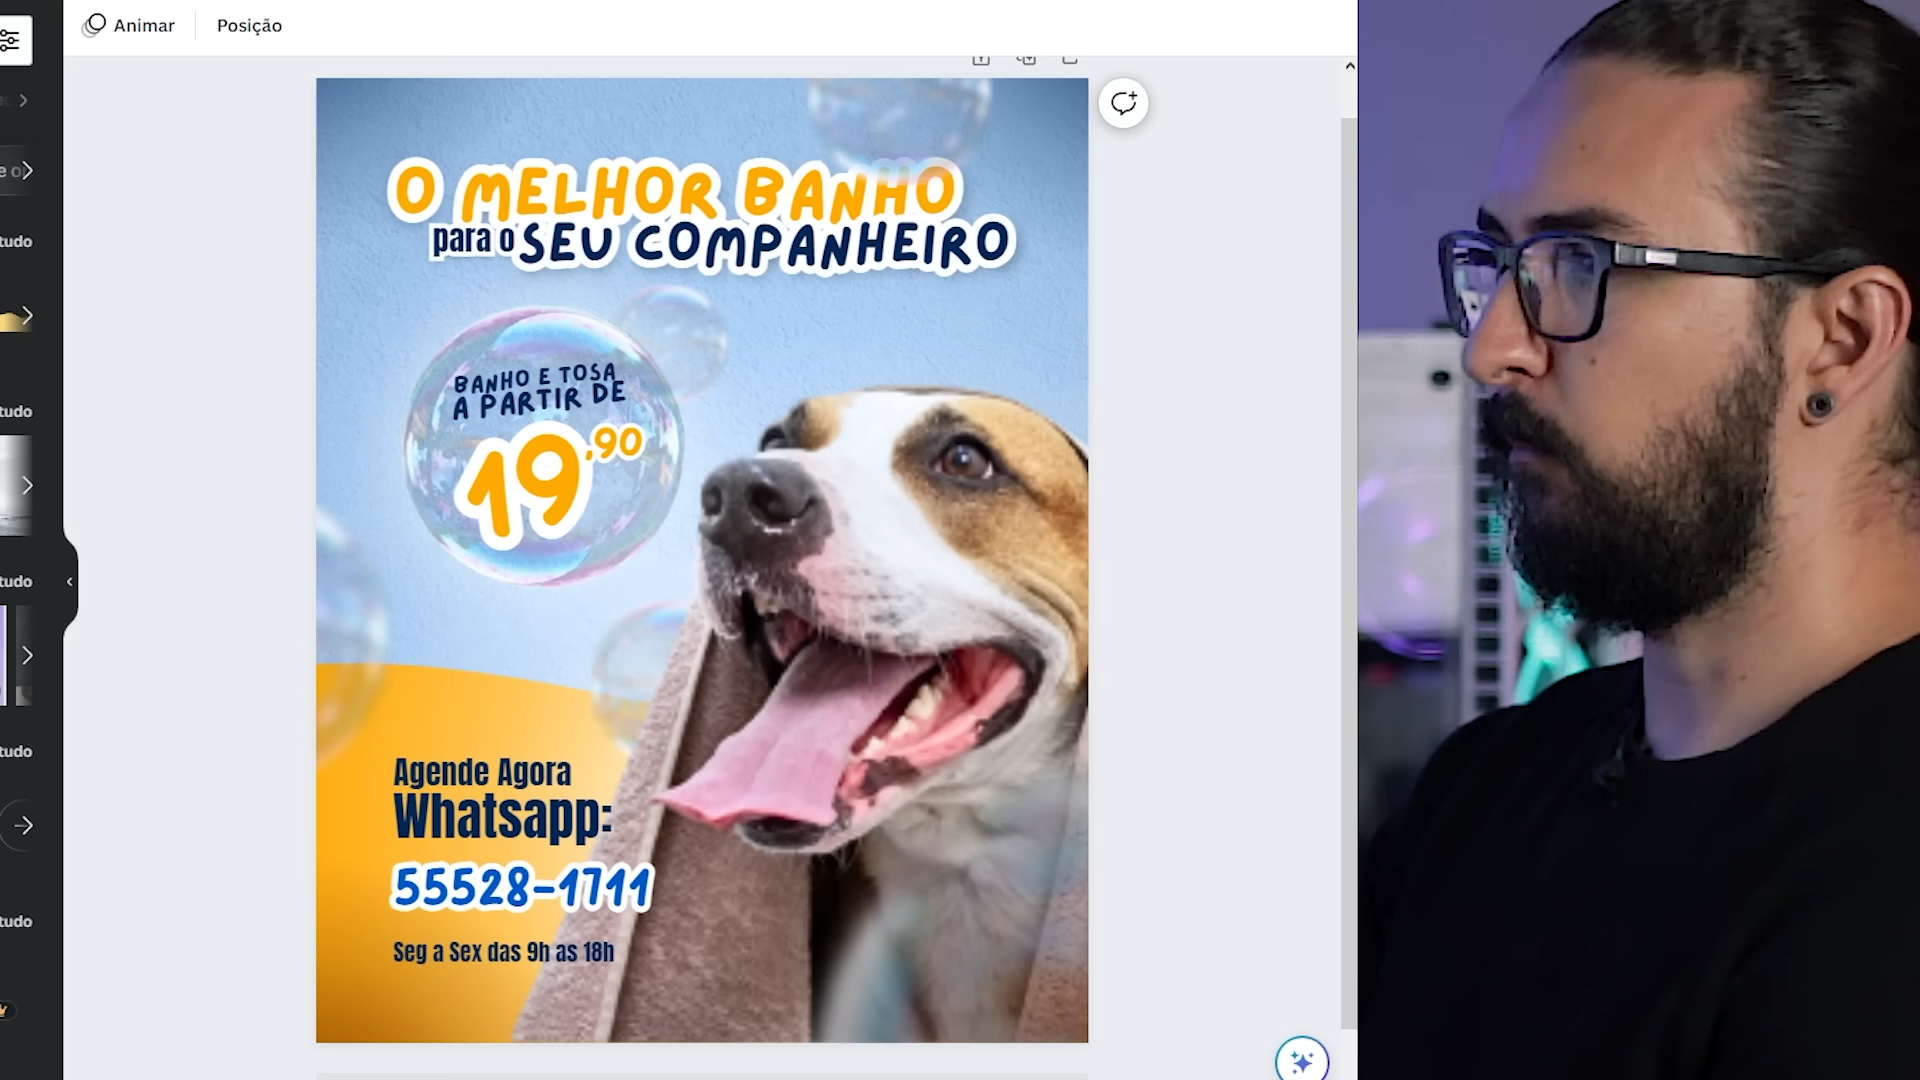 Animar
Posição
e o
tudo
tudo
tudo
tudo
tudo
O MELHOR BANHO
para o SEU COMPANHEIRO
BANHO E TOSA
A PARTIR DE
19,90
Agende Agora
Whatsapp:
55528-1711
Seg a Sex das 9h as 18h